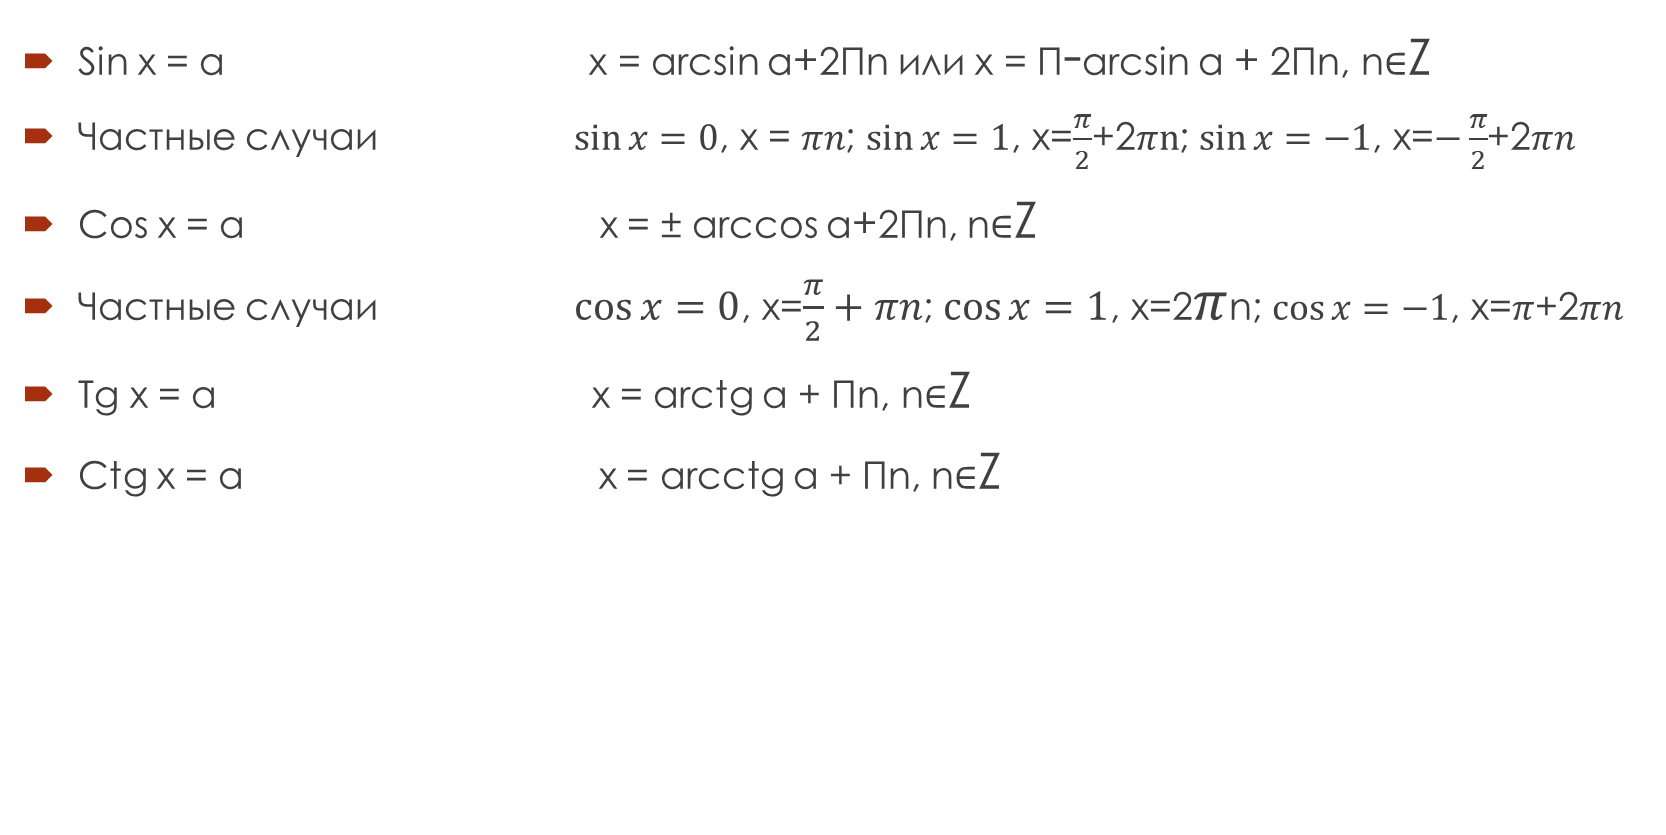 Sin x = a x = arcsin a+2Пn или x = П-arcsin a + 2Пn, n∈Z
Частные случаи sin x = 0, x = πn; sin x = 1, x=π/2+2πn; sin x = −1, x=− π/2+2πn
Cos x = a x = ± arccos a+2Пn, n∈Z
Частные случаи cos x = 0, x=π/2 + πn; cos x = 1, x=2πn; cos x = −1, x=π+2πn
Tg x = a x = arctg a + Пn, n∈Z
Ctg x = a x = arcctg a + Пn, n∈Z